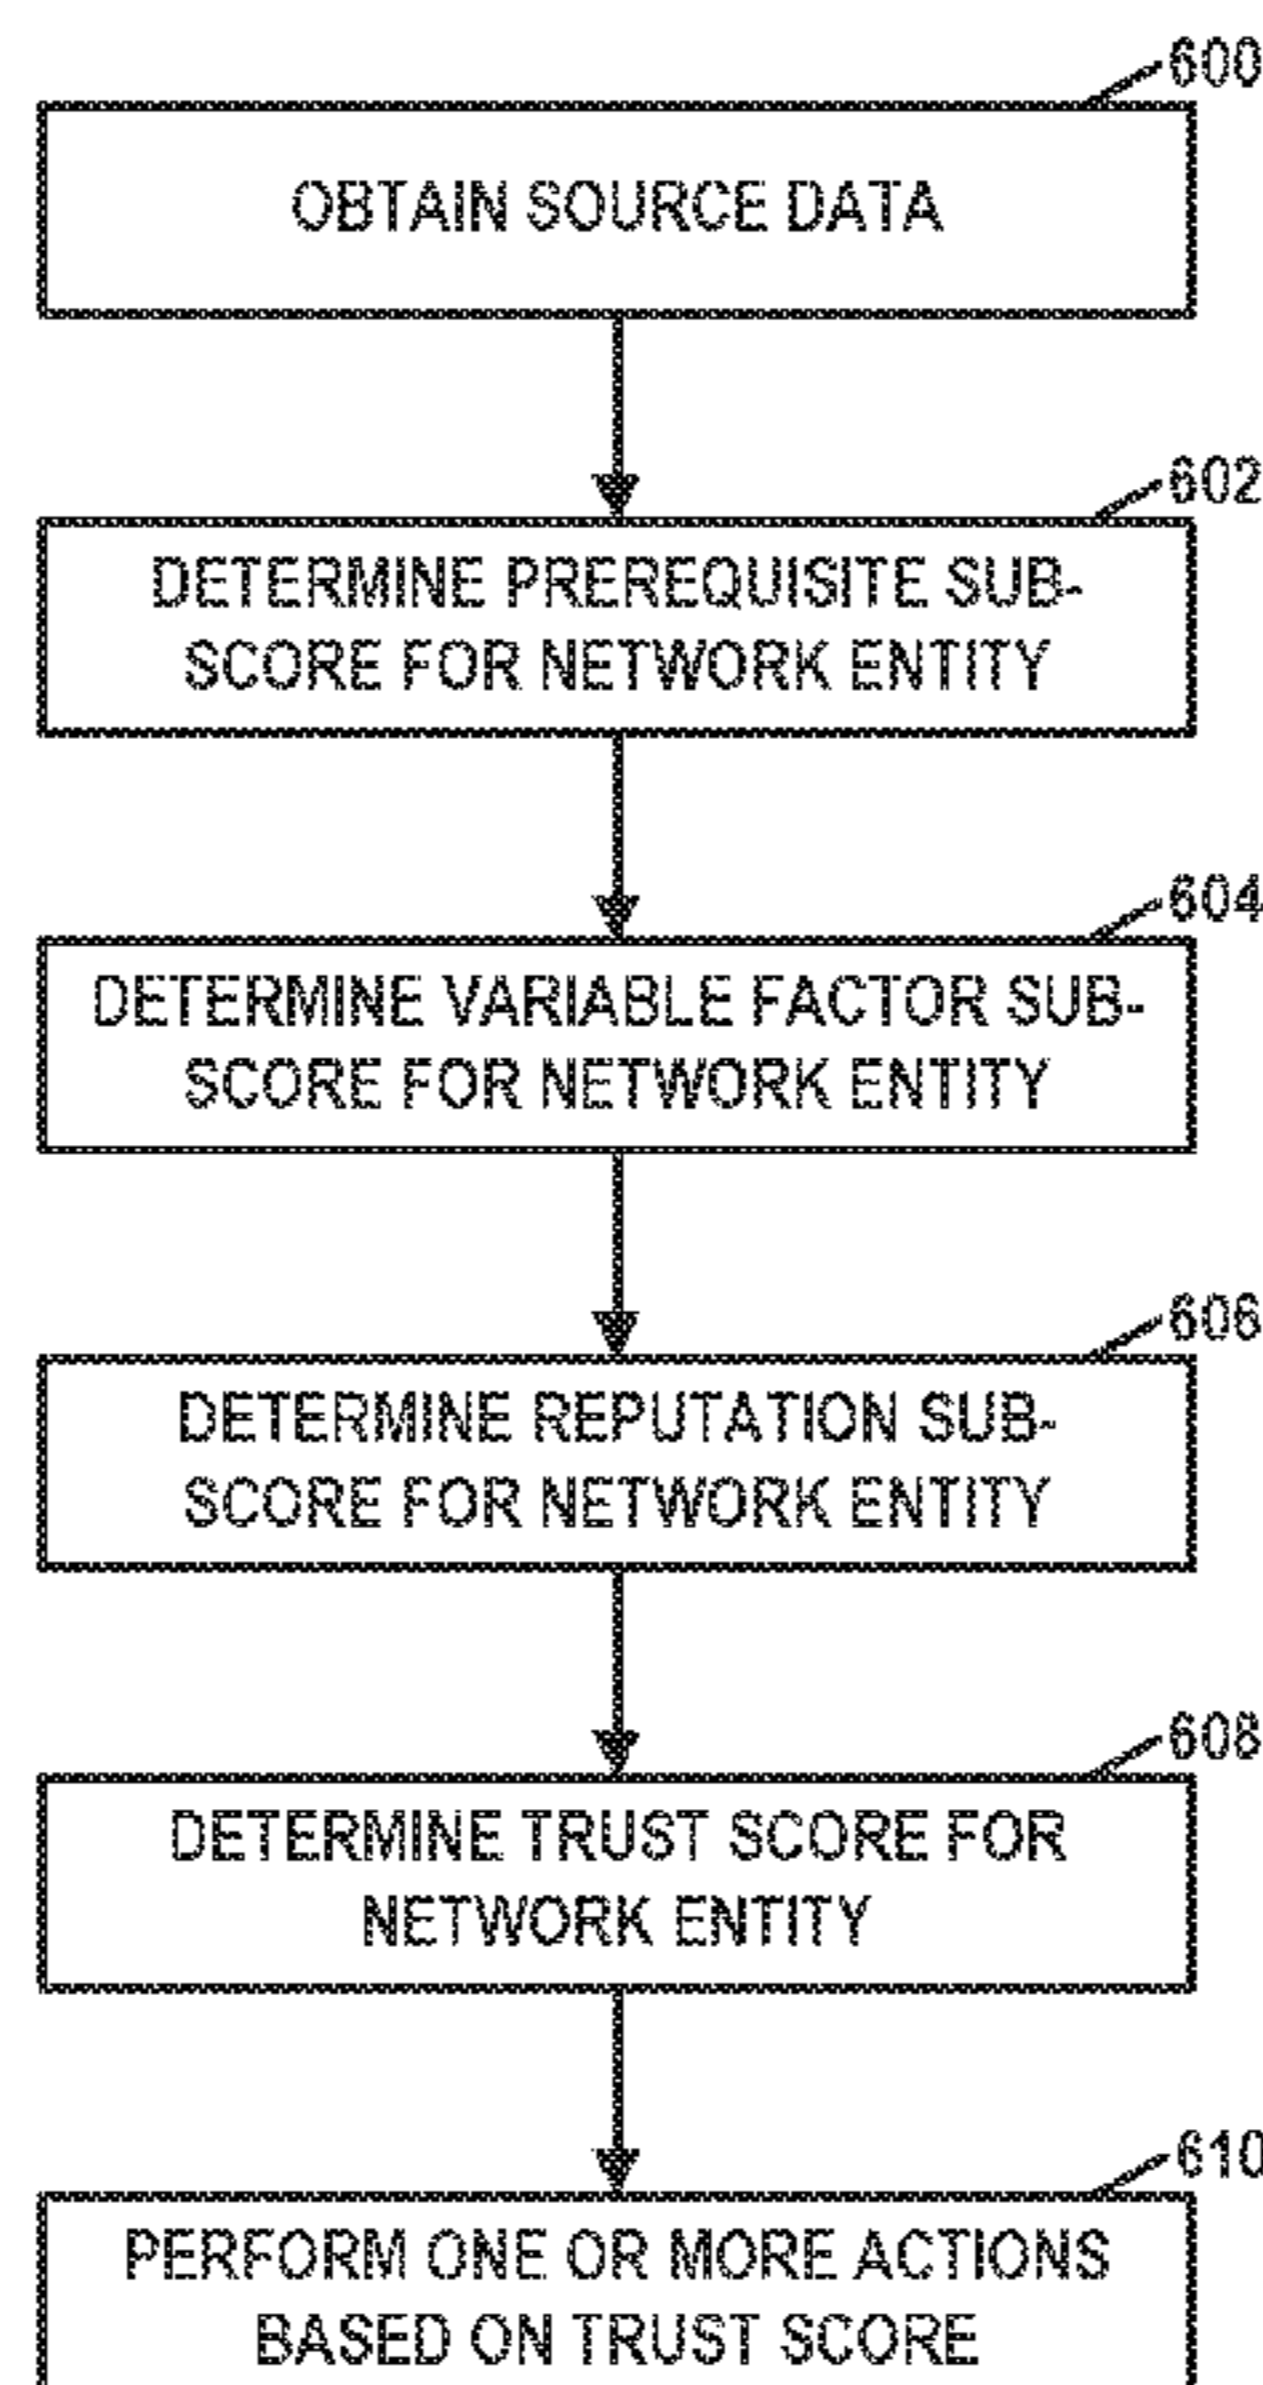 600
OBTAIN SOURCE DATA
602
DETERMINE PREREQUISITE SUB-
SCORE FOR NETWORK ENTITY
604
DETERMINE VARIABLE FACTOR SUB-
SCORE FOR NETWORK ENTITY
606
DETERMINE REPUTATION SUB-
SCORE FOR NETWORK ENTITY
608
DETERMINE TRUST SCORE FOR
NETWORK ENTITY
610
PERFORM ONE OR MORE ACTIONS
BASED ON TRUST SCORE